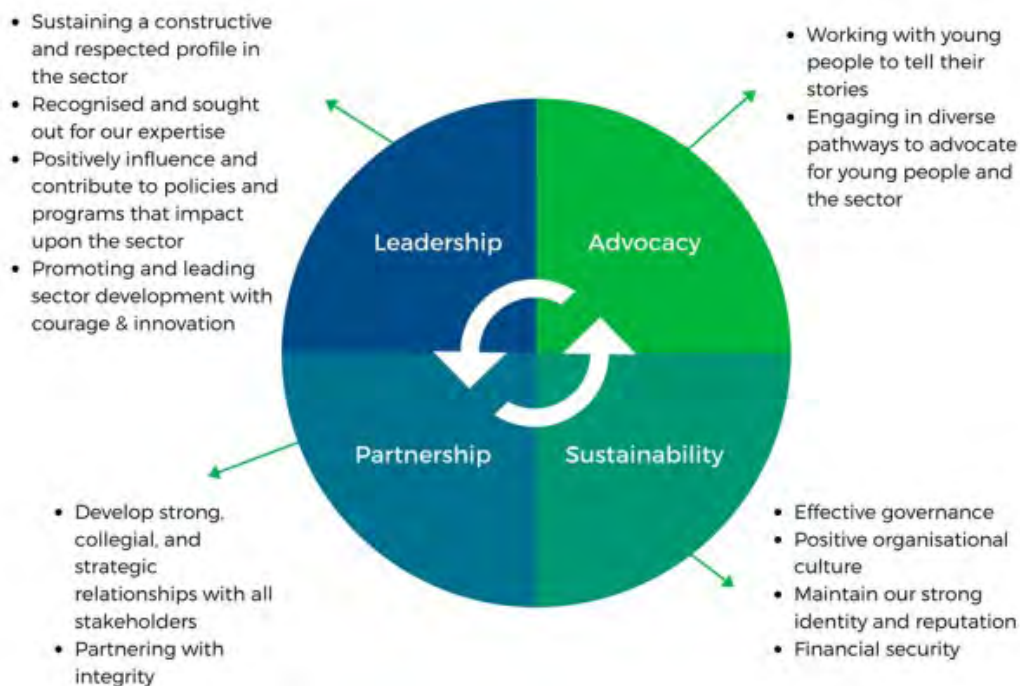 • Sustaining a constructive
and respected profile in
the sector
• Recognised and sought
out for our expertise
• Positively influence and
contribute to policies and
programs that impact
upon the sector
• Promoting and leading
sector development with
courage & innovation
• Working with young
people to tell their
stories
• Engaging in diverse
pathways to advocate
for young people and
the sector
Leadership
Advocacy
Partnership
Sustainability
• Develop strong,
collegial, and
strategic
relationships with all
stakeholders
• Partnering with
integrity
• Effective governance
• Positive organisational
culture
• Maintain our strong
identity and reputation
• Financial security